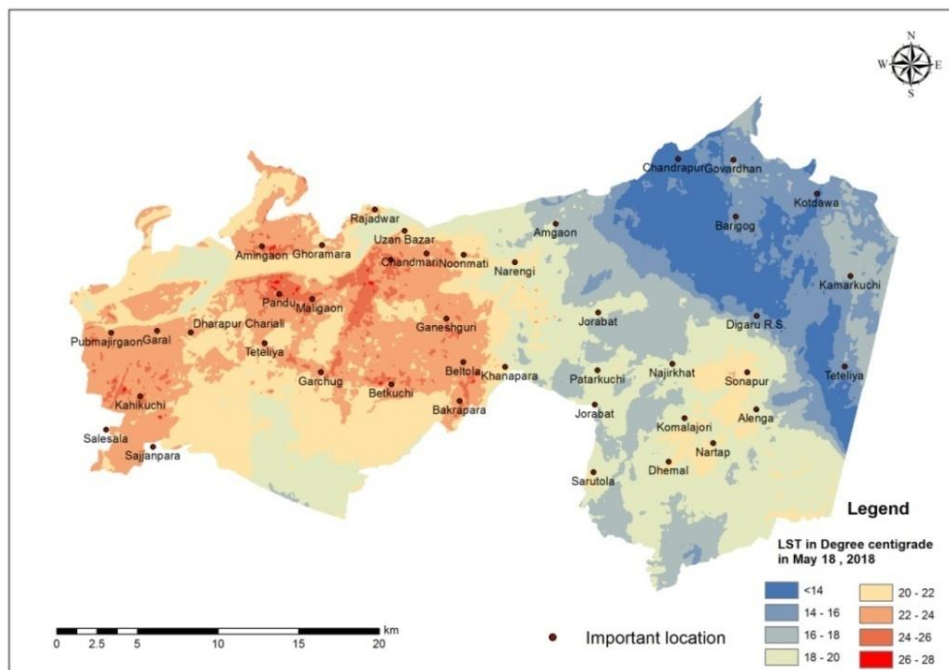 N
W E
S
Chandrapur
Govardhan
Kotdawa
Rajadwar
Barigog
Uzan Bazar
Amgaon
Amingaon
Ghoramara
Chandmari
Noonmati
Narengi
Kamarkuchi
Pandu
Maligaon
Jorabat
Digaru R.S.
Dharapur Chariali
Ganeshguri
Pubmajirgaon
Garal
Teteliya
Garchug
Beltola
Khanapara
Patarkuchi
Najirkhat
Sonapur
Teteliya
Betkuchi
Kahikuchi
Bakrapara
Jorabat
Komalajori
Alenga
Salesala
Sajjanpara
Nartap
Dhemal
Sarutola
Legend
LST in Degree centigrade
in May 18 , 2018
<14
14 - 16
16 - 18
18 - 20
20 - 22
22 - 24
24 -26
26 - 28
Important location
km
0 2.5 5 10 15 20